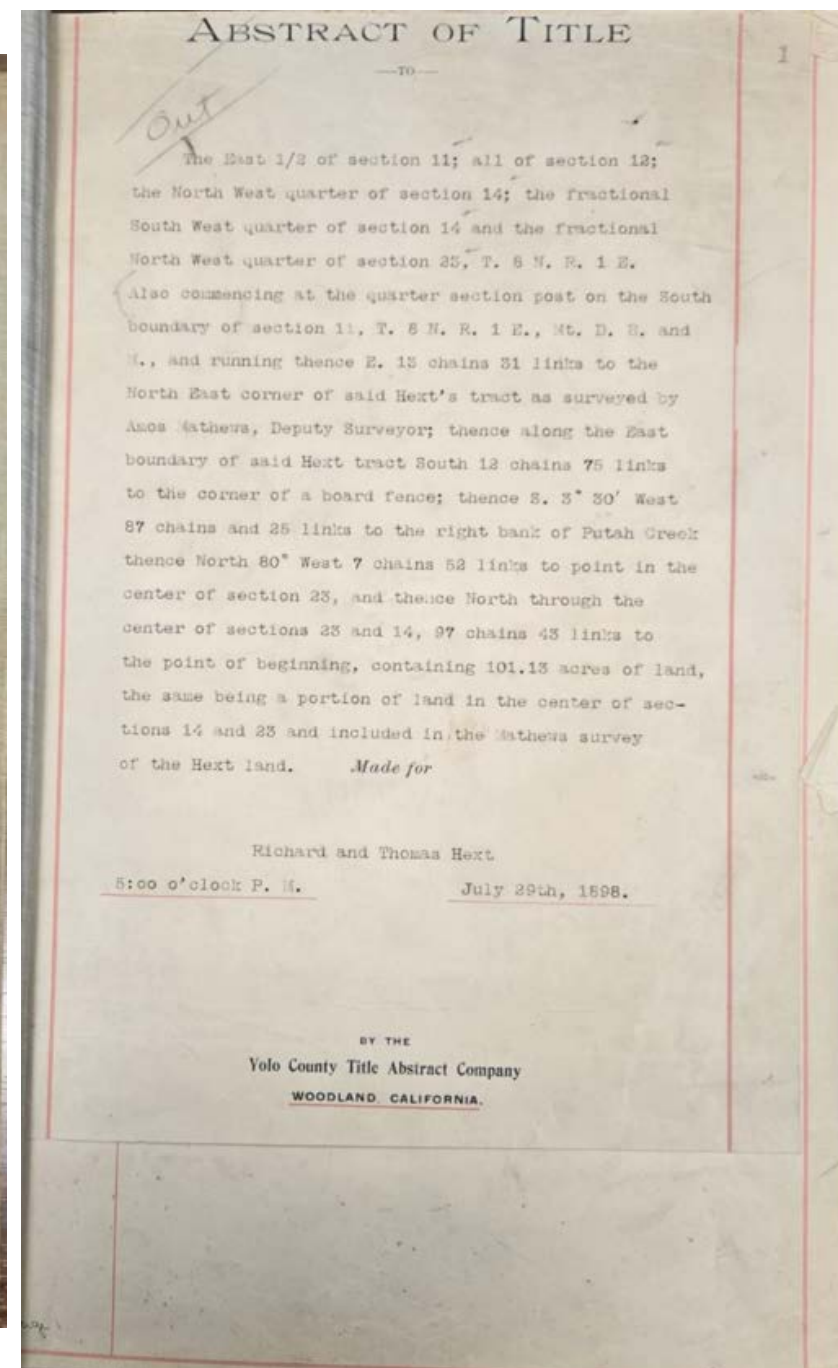 ABSTRACT OF TITLE
1
—TO—
Out
The East 1/2 of section 11; all of section 12;
the North West quarter of section 14; the fractional
South West quarter of section 14 and the fractional
North West quarter of section 23, T. 8 N. R. 1 E.
Also commencing at the quarter section post on the South
boundary of section 11, T. 8 N. R. 1 E., Mt. D. B. and
M., and running thence E. 13 chains 31 links to the
North East corner of said Hext's tract as surveyed by
Amos Mathews, Deputy Surveyor; thence along the East
boundary of said Hext tract South 12 chains 75 links
to the corner of a board fence; thence S. 3° 30' West
87 chains and 25 links to the right bank of Putah Creek
thence North 80° West 7 chains 52 links to point in the
center of section 23, and thence North through the
center of sections 23 and 14, 97 chains 43 links to
the point of beginning, containing 101.13 acres of land,
the same being a portion of land in the center of sec-
tions 14 and 23 and included in the Mathews survey
of the Hext land. Made for
Richard and Thomas Hext
5:00 o'clock P. M. July 29th, 1898.
BY THE
Yolo County Title Abstract Company
WOODLAND, CALIFORNIA.